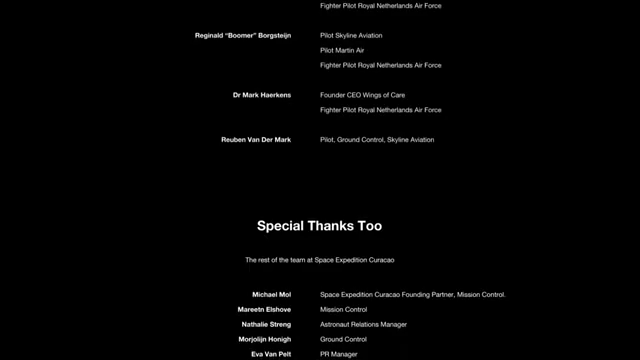 Fighter Pilot Royal Netherlands Air Force
Reginald “Boomer” Borgsteijn Pilot Skyline Aviation
Pilot Martin Air
Fighter Pilot Royal Netherlands Air Force
Dr Mark Haerkens Founder CEO Wings of Care
Fighter Pilot Royal Netherlands Air Force
Reuben Van Der Mark Pilot, Ground Control, Skyline Aviation
Special Thanks Too
The rest of the team at Space Expedition Curacao
Michael Mol Space Expedition Curacao Founding Partner, Mission Control.
Mareetn Elshove Mission Control
Nathalie Streng Astronaut Relations Manager
Morjolijn Honigh Ground Control
Eva Van Pelt PR Manager